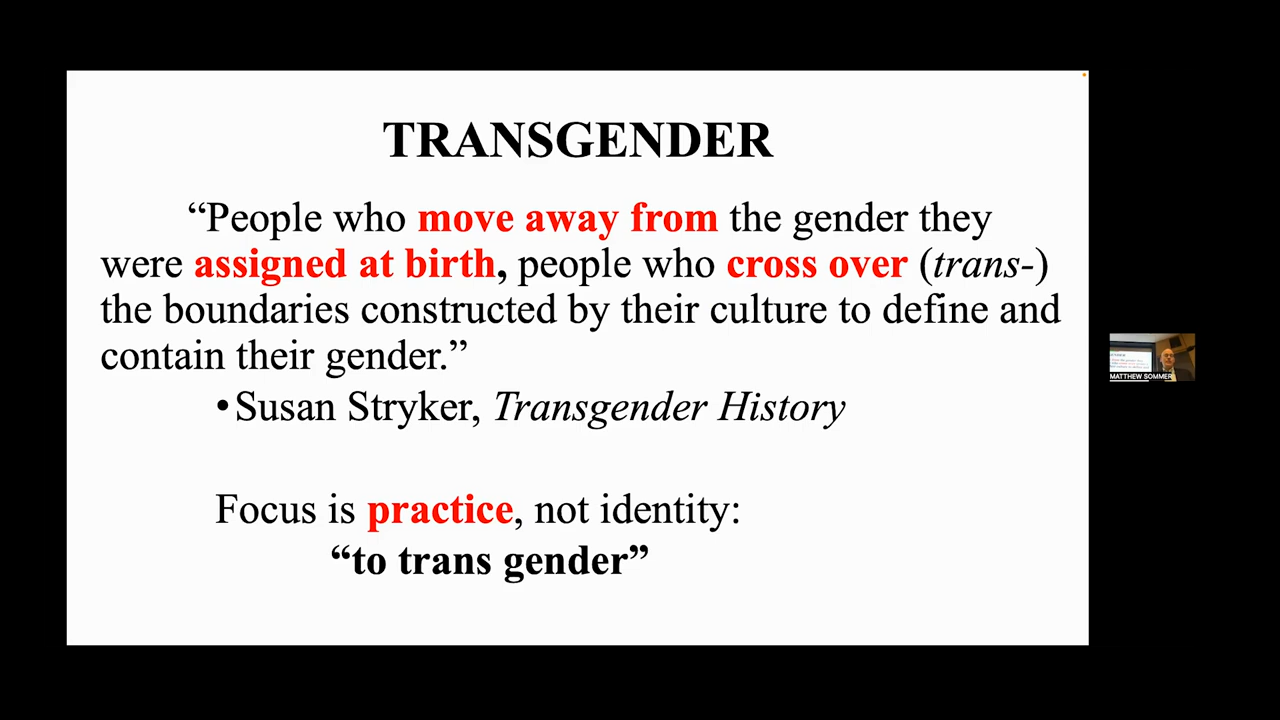 TRANSGENDER
“People who move away from the gender they
were assigned at birth, people who cross over (trans-)
the boundaries constructed by their culture to define and
contain their gender.”
•Susan Stryker, Transgender History
Focus is practice, not identity:
“to trans gender”
MATTHEW SOMMER